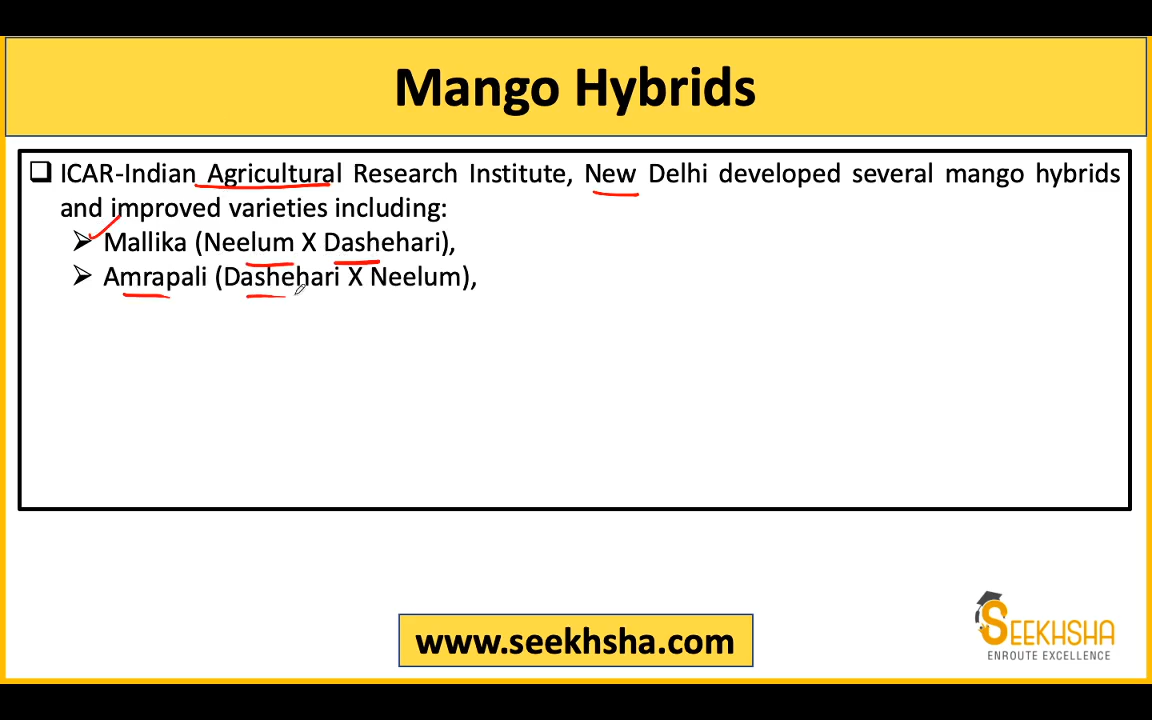 Mango Hybrids
❑ ICAR-Indian Agricultural Research Institute, New Delhi developed several mango hybrids
and improved varieties including:
➢ Mallika (Neelum X Dashehari),
➢ Amrapali (Dashehari X Neelum),
www.seekhsha.com
SEEKHSHA
ENROUTE EXCELLENCE